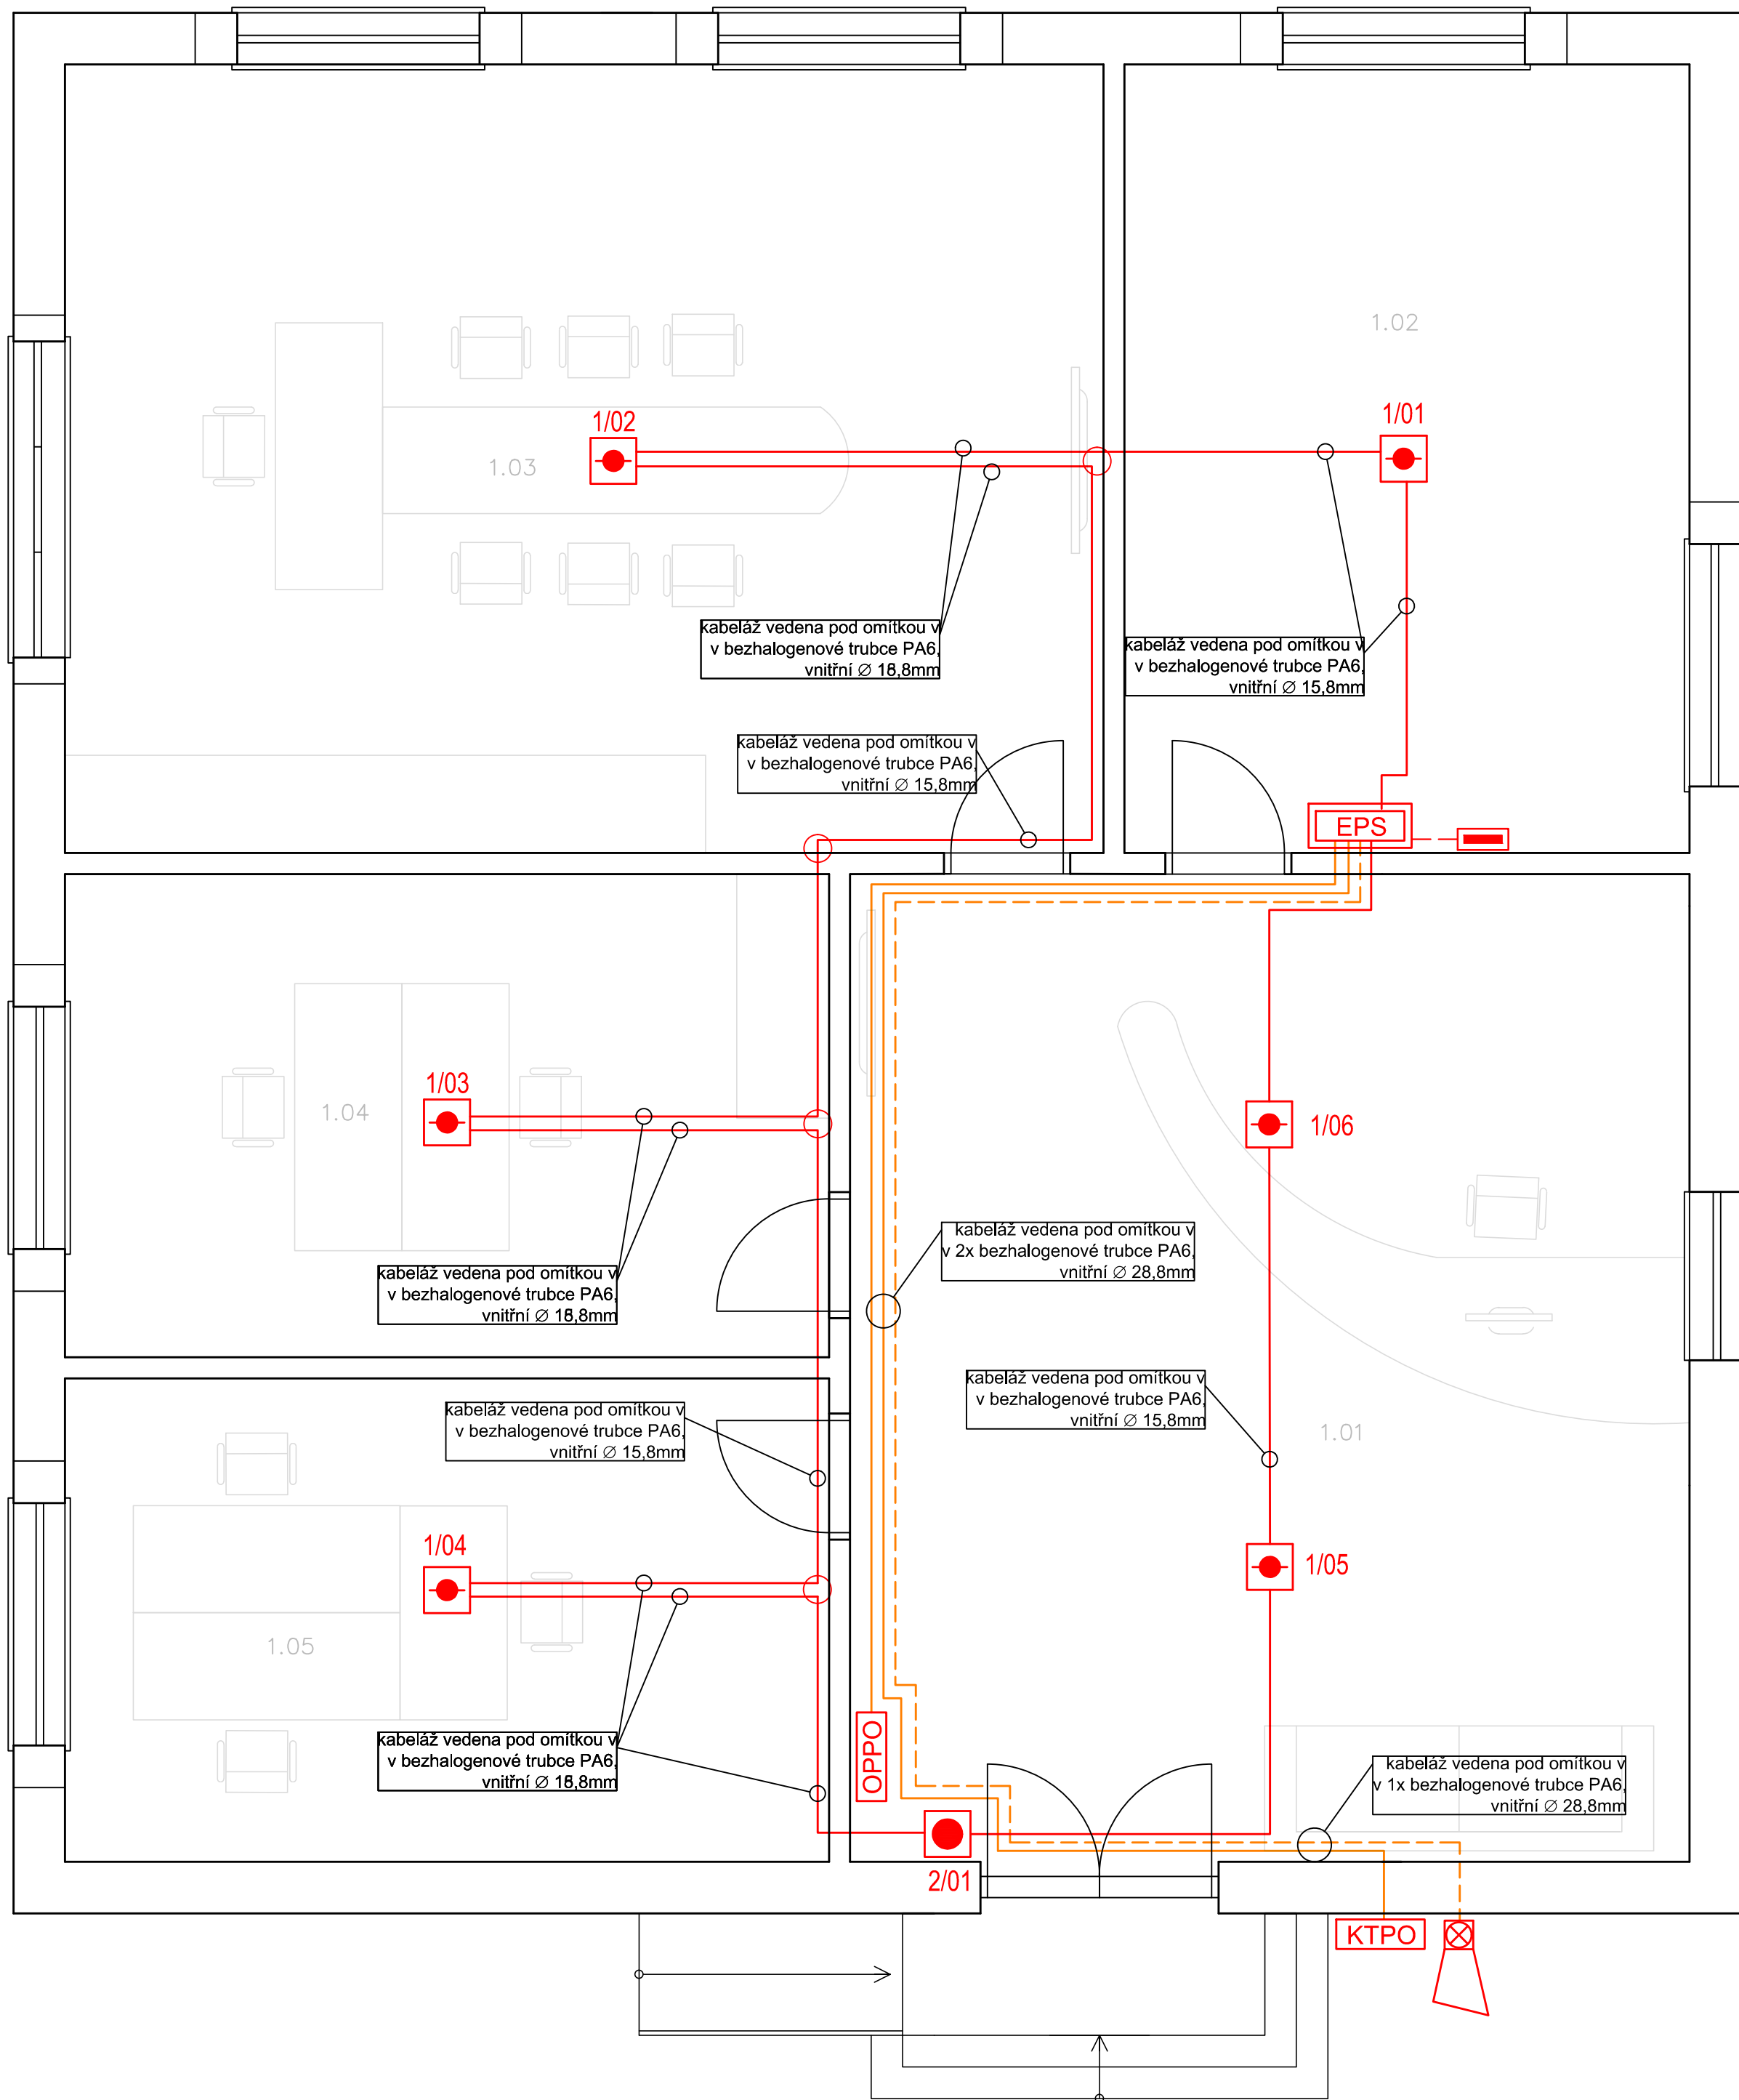 1.02
1/02
1/01
1.03
kabeláž vedena pod omítkou v
v bezhalogenové trubce PA6,
vnitřní ∅ ,8mm
kabeláž vedena pod omítkou v
v bezhalogenové trubce PA6,
vnitřní ∅ 15,8mm
kabeláž vedena pod omítkou v
v bezhalogenové trubce PA6,
vnitřní ∅ 15,8mm
EPS
1/03
1.04
1/06
kabeláž vedena pod omítkou v
v 2x bezhalogenové trubce PA6,
vnitřní ∅ 28,8mm
kabeláž vedena pod omítkou v
v bezhalogenové trubce PA6,
vnitřní ∅ ,8mm
kabeláž vedena pod omítkou v
v bezhalogenové trubce PA6,
vnitřní ∅ 15,8mm
kabeláž vedena pod omítkou v
v bezhalogenové trubce PA6,
vnitřní ∅ 15,8mm
1.01
1/04
1/05
1.05
kabeláž vedena pod omítkou v
v bezhalogenové trubce PA6,
vnitřní ∅ ,8mm
OPPO
kabeláž vedena pod omítkou v
v 1x bezhalogenové trubce PA6,
vnitřní ∅ 28,8mm
2/01
KTPO